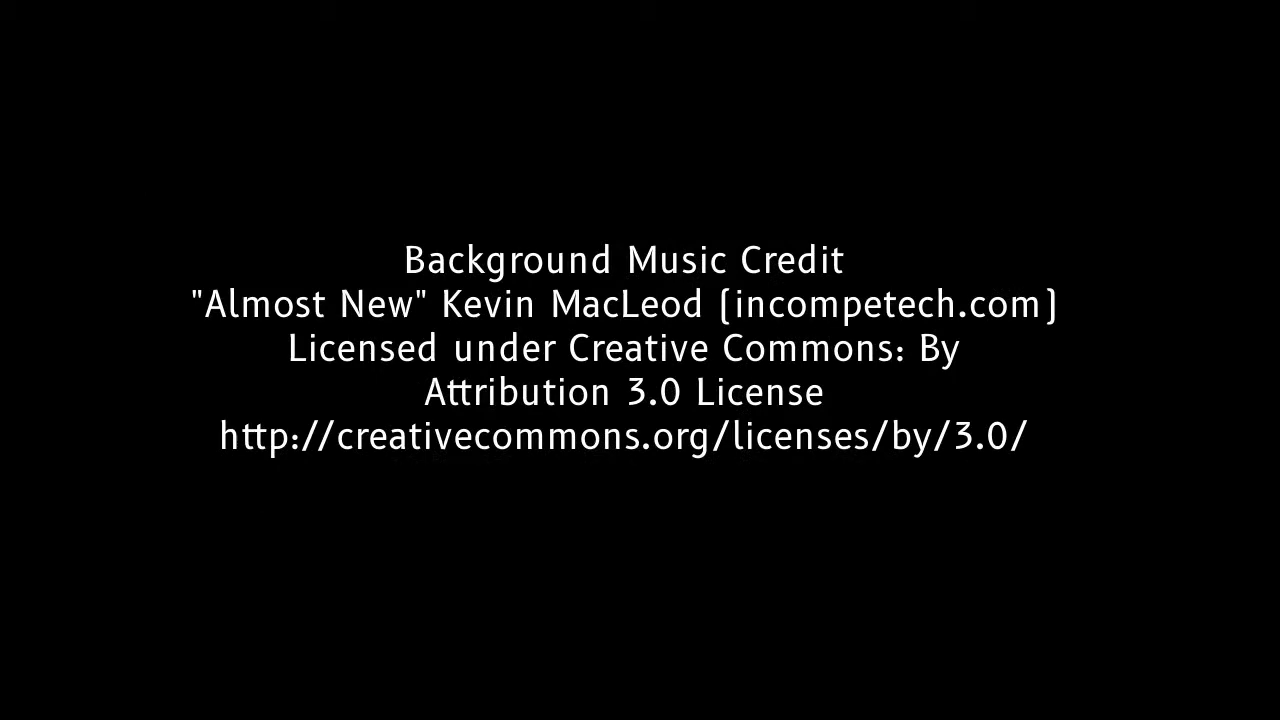 Background Music Credit
"Almost New" Kevin MacLeod (incompetech.com)
Licensed under Creative Commons: By
Attribution 3.0 License
http://creativecommons.org/licenses/by/3.0/